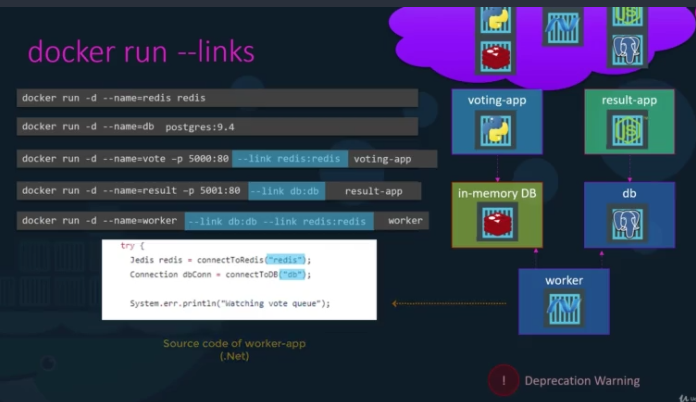 docker run --links
docker run -d --name=redis redis
docker run -d --name=db postgres:9.4
docker run -d --name=vote -p 5000:80 --link redis:redis voting-app
docker run -d --name=result -p 5001:80 --link db:db result-app
docker run -d --name=worker --link db:db --link redis:redis worker
try {
Jedis redis = connectToRedis("redis");
Connection dbConn = connectToDB("db");
System.err.println("Watching vote queue");
Source code of worker-app
(.Net)
voting-app
result-app
in-memory DB
db
worker
! Deprecation Warning